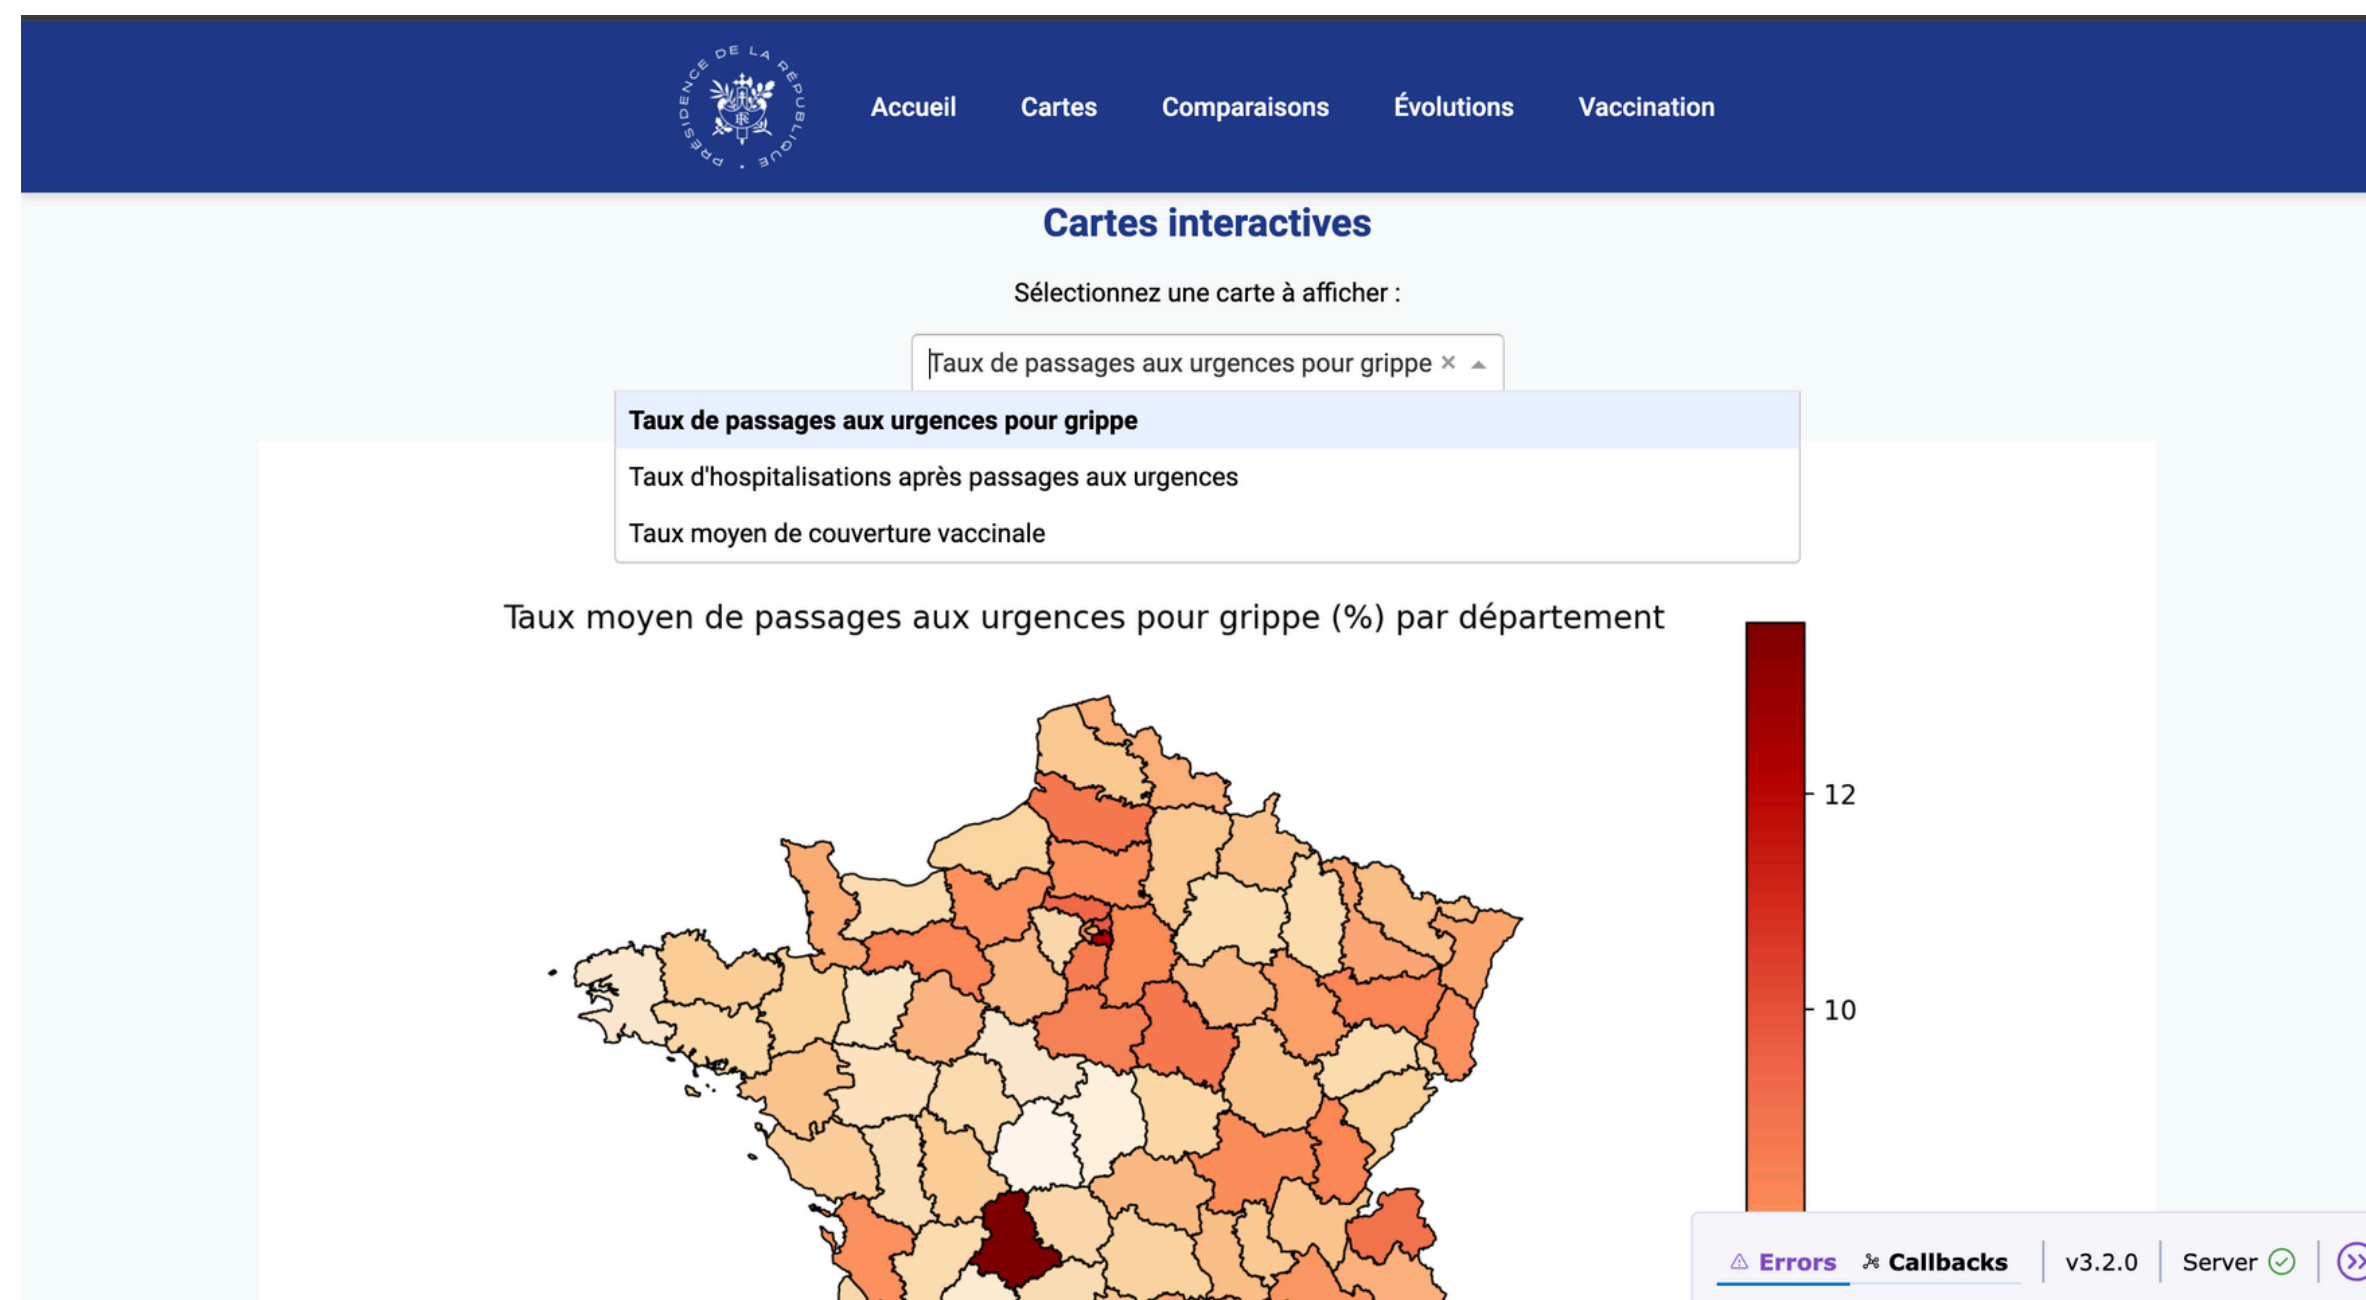 PRÉSIDENCE DE LA RÉPUBLIQUE
RF
Accueil Cartes Comparaisons Évolutions Vaccination
Cartes interactives
Sélectionnez une carte à afficher :
Taux de passages aux urgences pour grippe ×
Taux de passages aux urgences pour grippe
Taux d'hospitalisations après passages aux urgences
Taux moyen de couverture vaccinale
Taux moyen de passages aux urgences pour grippe (%) par département
12
10
Errors Callbacks v3.2.0 Server